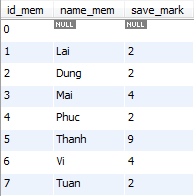 id_mem name_mem save_mark
0 NULL NULL
1 Lai 2
2 Dung 2
3 Mai 4
4 Phuc 2
5 Thanh 9
6 Vi 4
7 Tuan 2